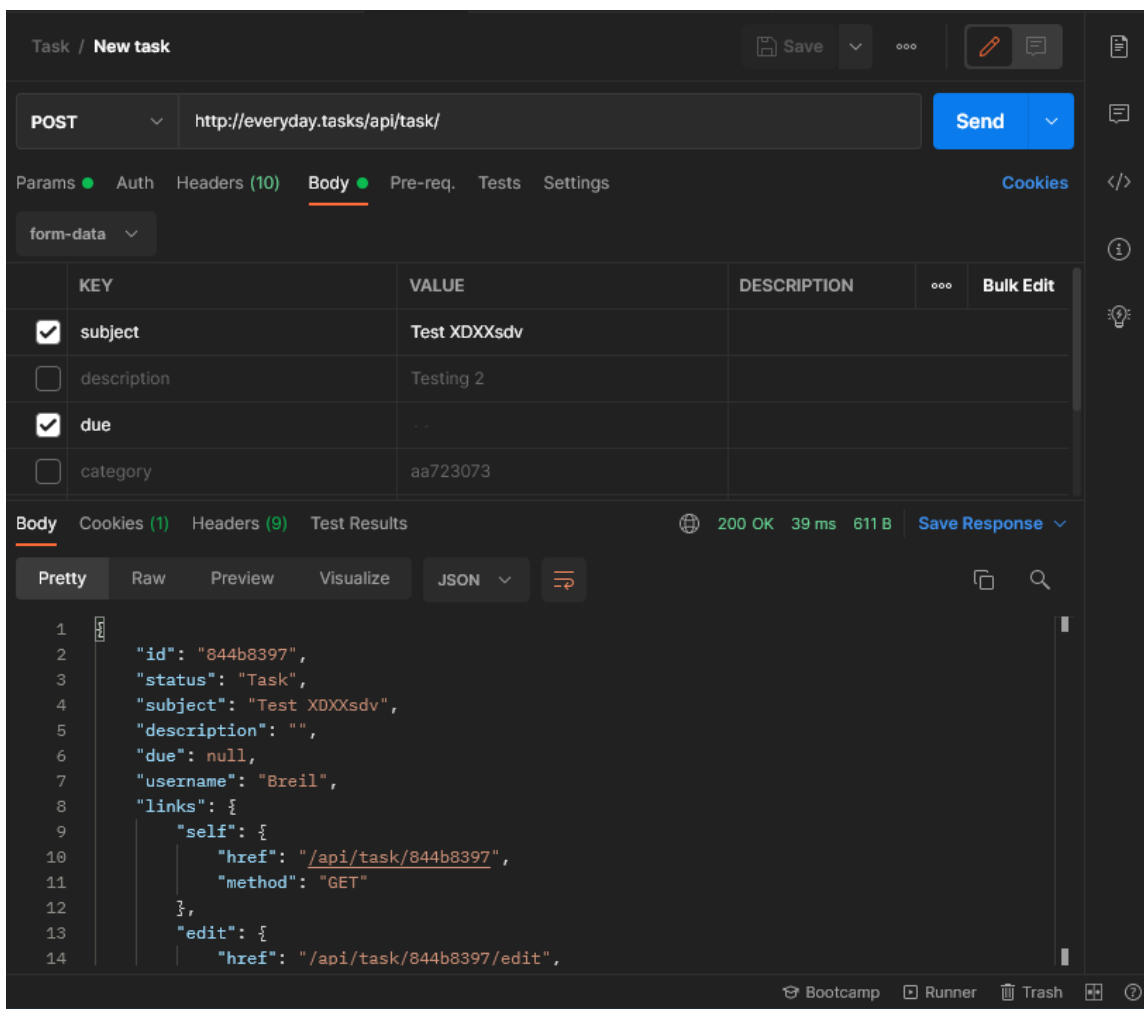 Task / New task
Save
POST http://everyday.tasks/api/task/ Send
Params Auth Headers (10) Body Pre-req. Tests Settings Cookies
form-data
KEY VALUE DESCRIPTION Bulk Edit
subject Test XDXXsdv
description Testing 2
due - -
category aa723073
Body Cookies (1) Headers (9) Test Results 200 OK 39 ms 611 B Save Response
Pretty Raw Preview Visualize JSON
1 {
2 "id": "844b8397",
3 "status": "Task",
4 "subject": "Test XDXXsdv",
5 "description": "",
6 "due": null,
7 "username": "Breil",
8 "links": {
9 "self": {
10 "href": "/api/task/844b8397",
11 "method": "GET"
12 },
13 "edit": {
14 "href": "/api/task/844b8397/edit",
Bootcamp Runner Trash